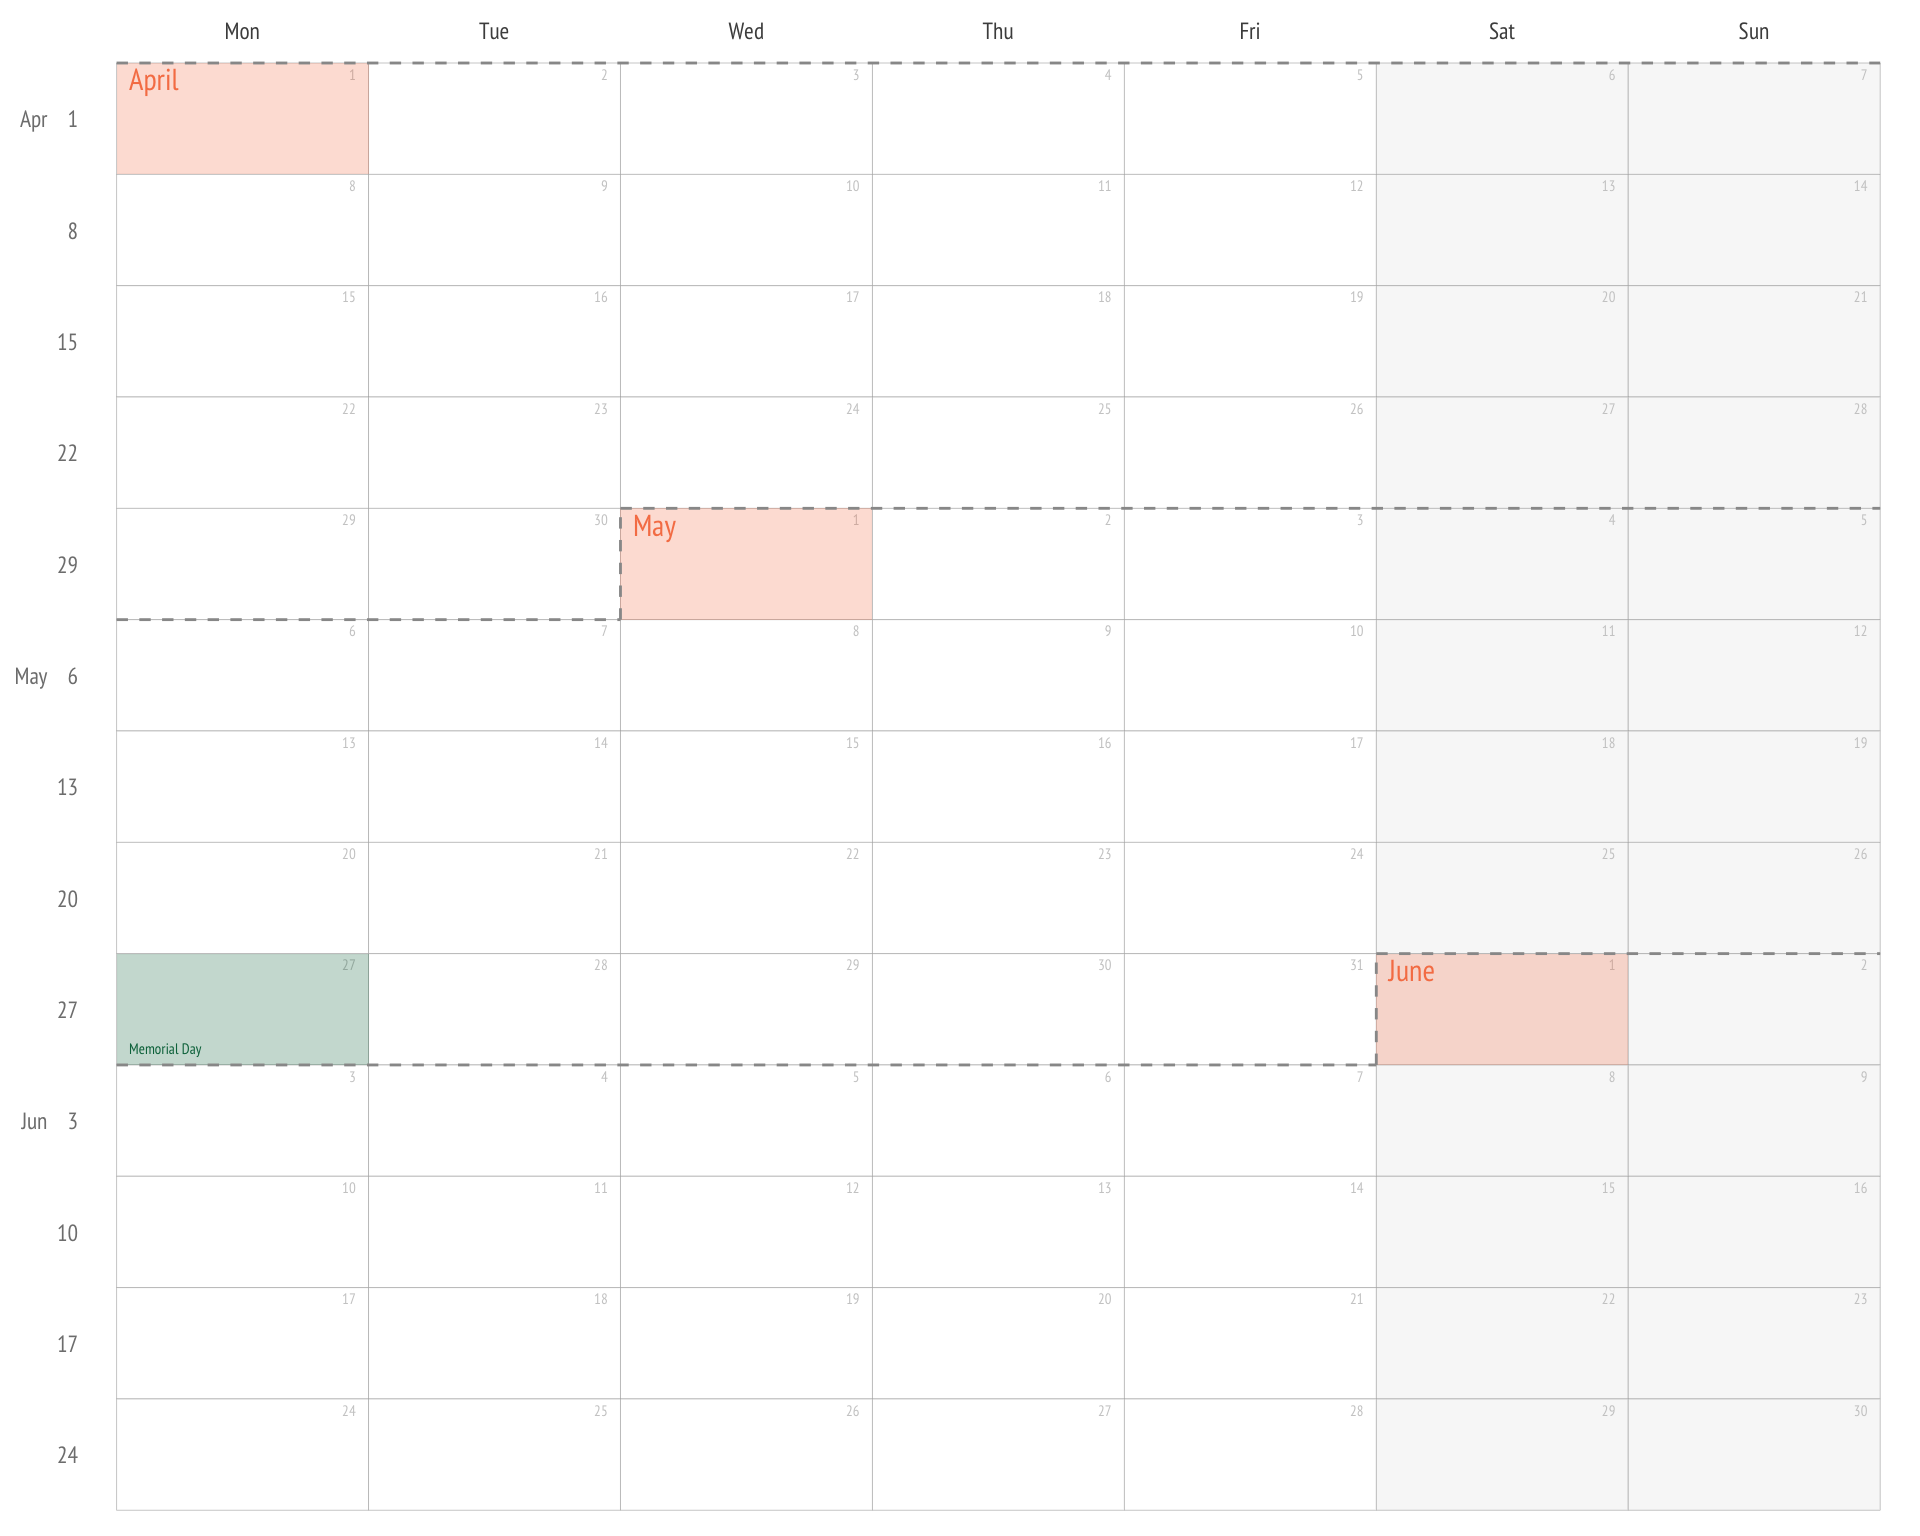 Mon Tue Wed Thu Fri Sat Sun
April 1 2 3 4 5 6 7
Apr 1
8 9 10 11 12 13 14
8
15 16 17 18 19 20 21
15
22 23 24 25 26 27 28
22
29 30 May 1 2 3 4 5
29
6 7 8 9 10 11 12
May 6
13 14 15 16 17 18 19
13
20 21 22 23 24 25 26
20
27 28 29 30 31 June 1 2
27
Memorial Day
3 4 5 6 7 8 9
Jun 3
10 11 12 13 14 15 16
10
17 18 19 20 21 22 23
17
24 25 26 27 28 29 30
24